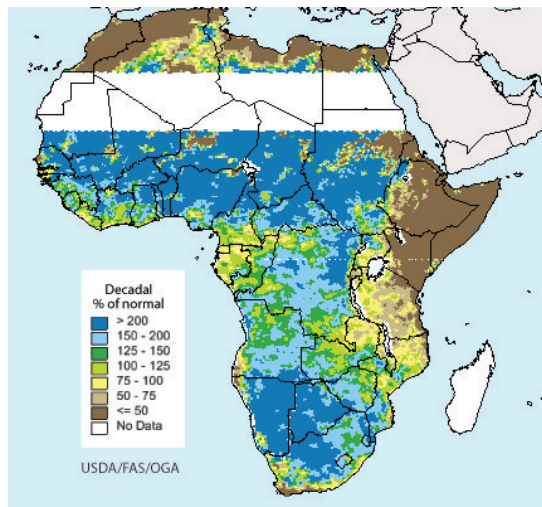 Decadal
% of normal
> 200
150 - 200
125 - 150
100 - 125
75 - 100
50 - 75
<= 50
No Data
USDA/FAS/OGA